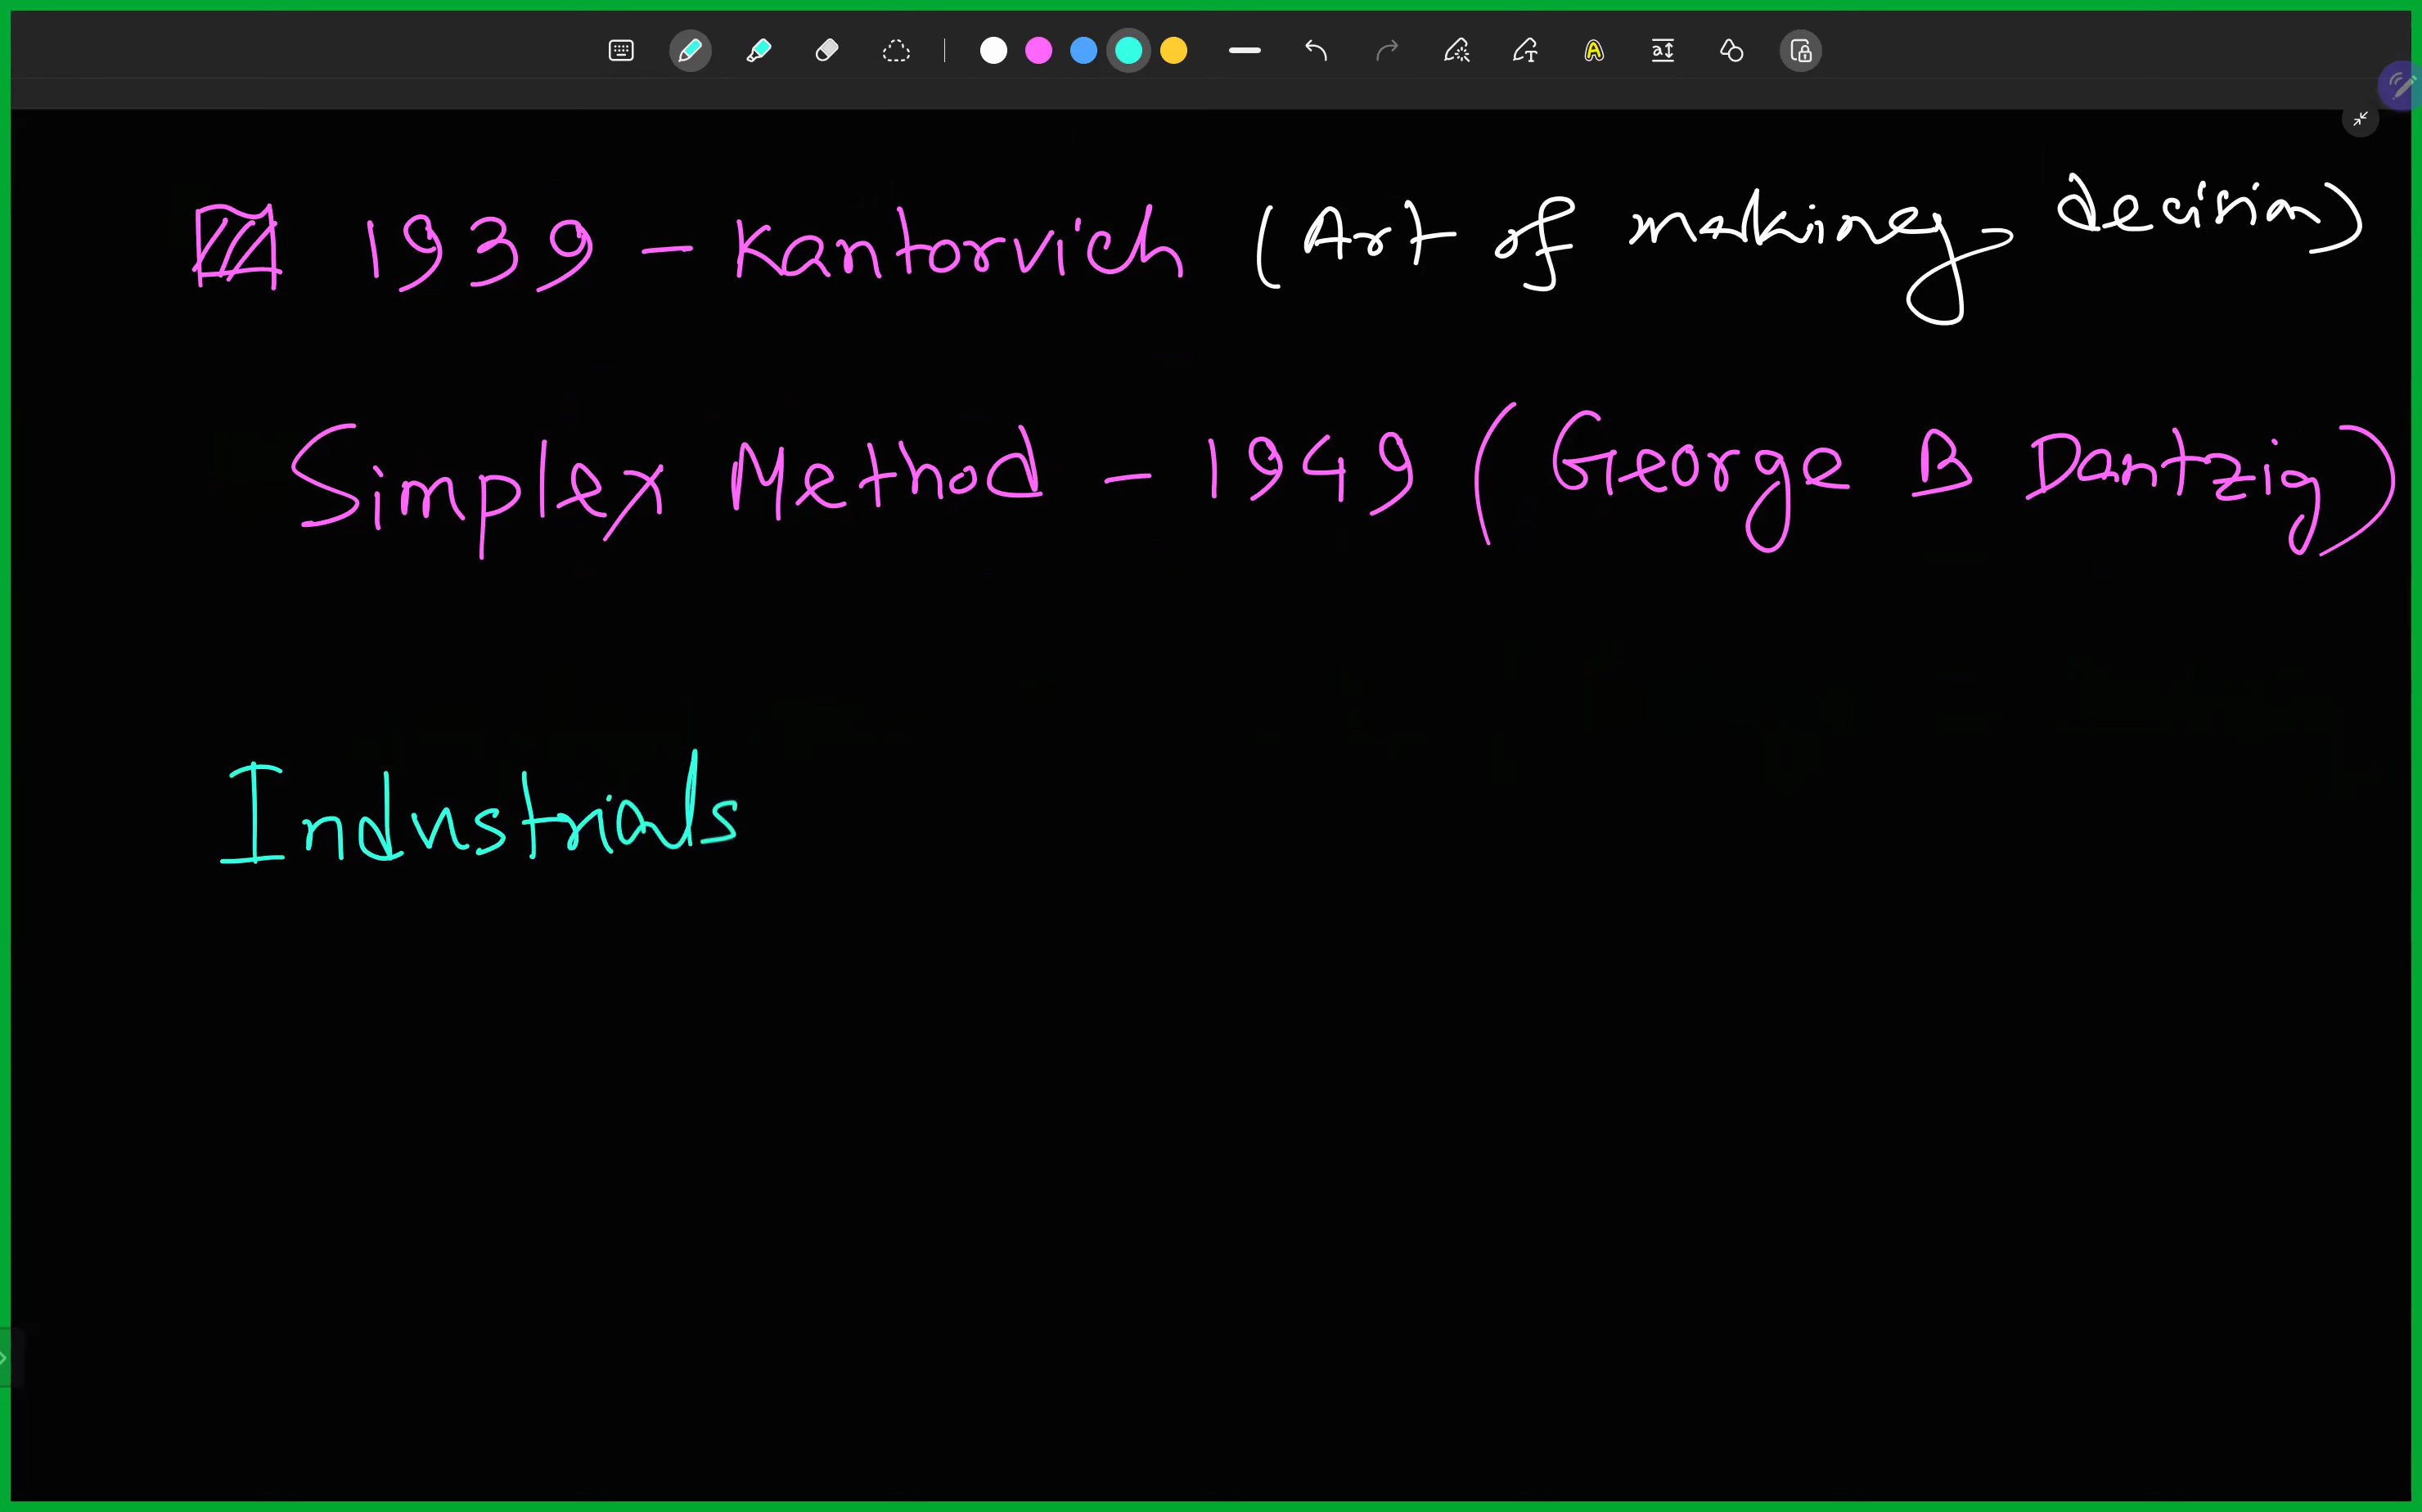 1939 - Kantorvich (Art of making decision)
Simplex Method - 1949 (George B Dantzig)
Industrials